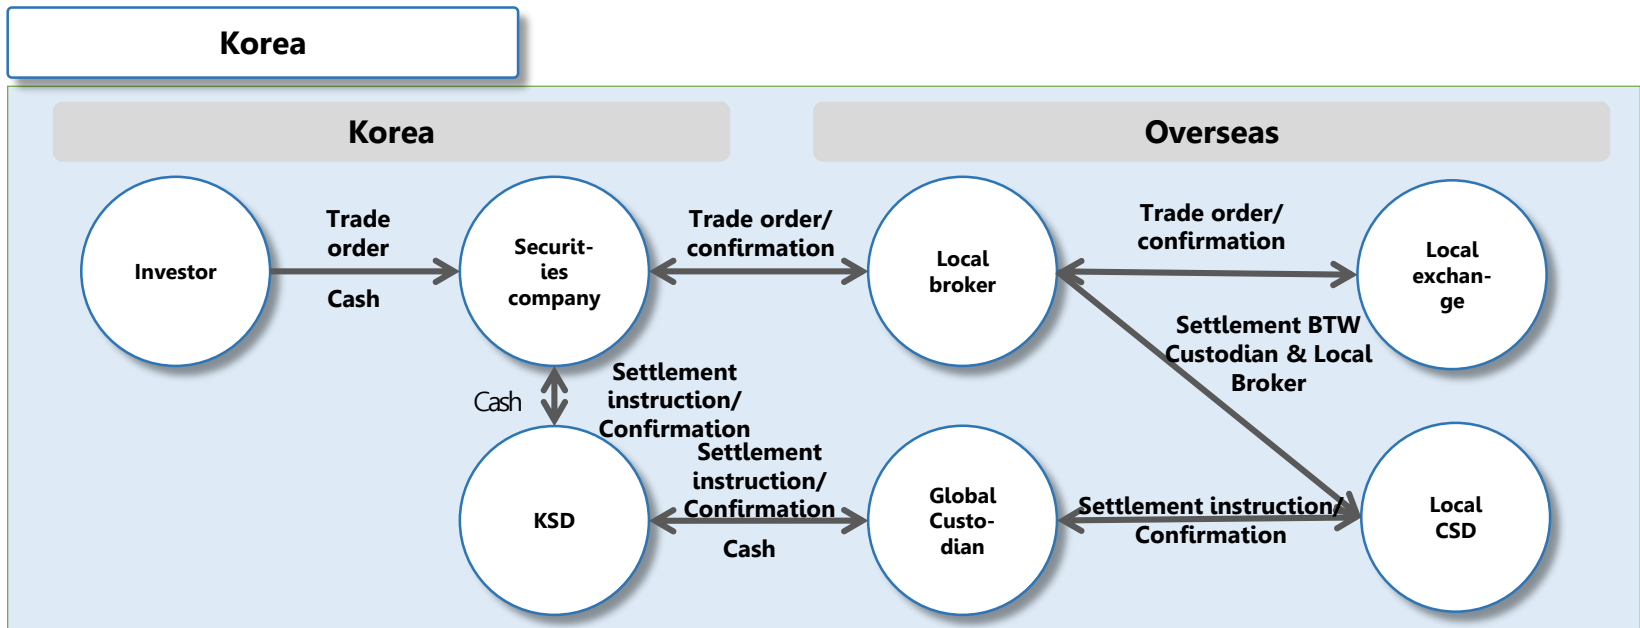 Korea
Korea
Overseas
Investor
Trade
order
Cash
Securit-
ies
company
Trade order/
confirmation
Local
broker
Trade order/
confirmation
Local
exchan-
ge
Settlement BTW
Custodian & Local
Broker
Cash
Settlement
instruction/
Confirmation
KSD
Settlement
instruction/
Confirmation
Cash
Global
Custo-
dian
Settlement instruction/
Confirmation
Local
CSD